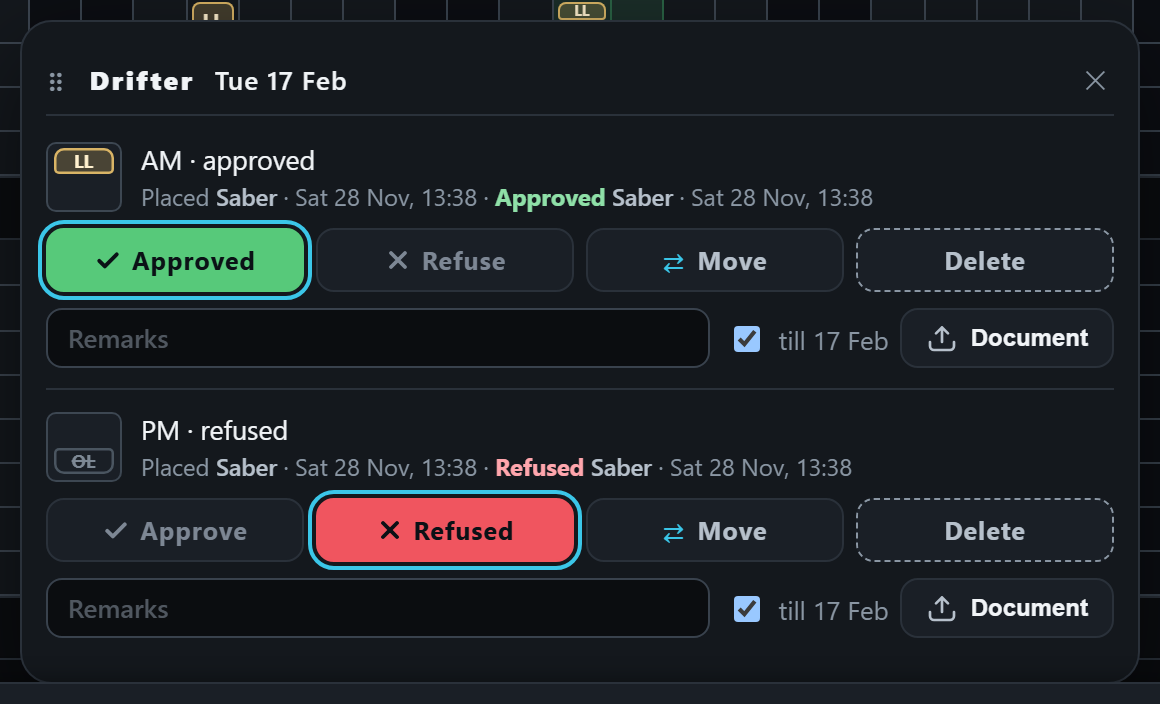 LL
LL
Drifter Tue 17 Feb
LL
AM · approved
Placed Saber · Sat 28 Nov, 13:38 · Approved Saber · Sat 28 Nov, 13:38
Approved Refuse Move Delete
Remarks till 17 Feb Document
PM · refused
OL
Placed Saber · Sat 28 Nov, 13:38 · Refused Saber · Sat 28 Nov, 13:38
Approve Refused Move Delete
Remarks till 17 Feb Document